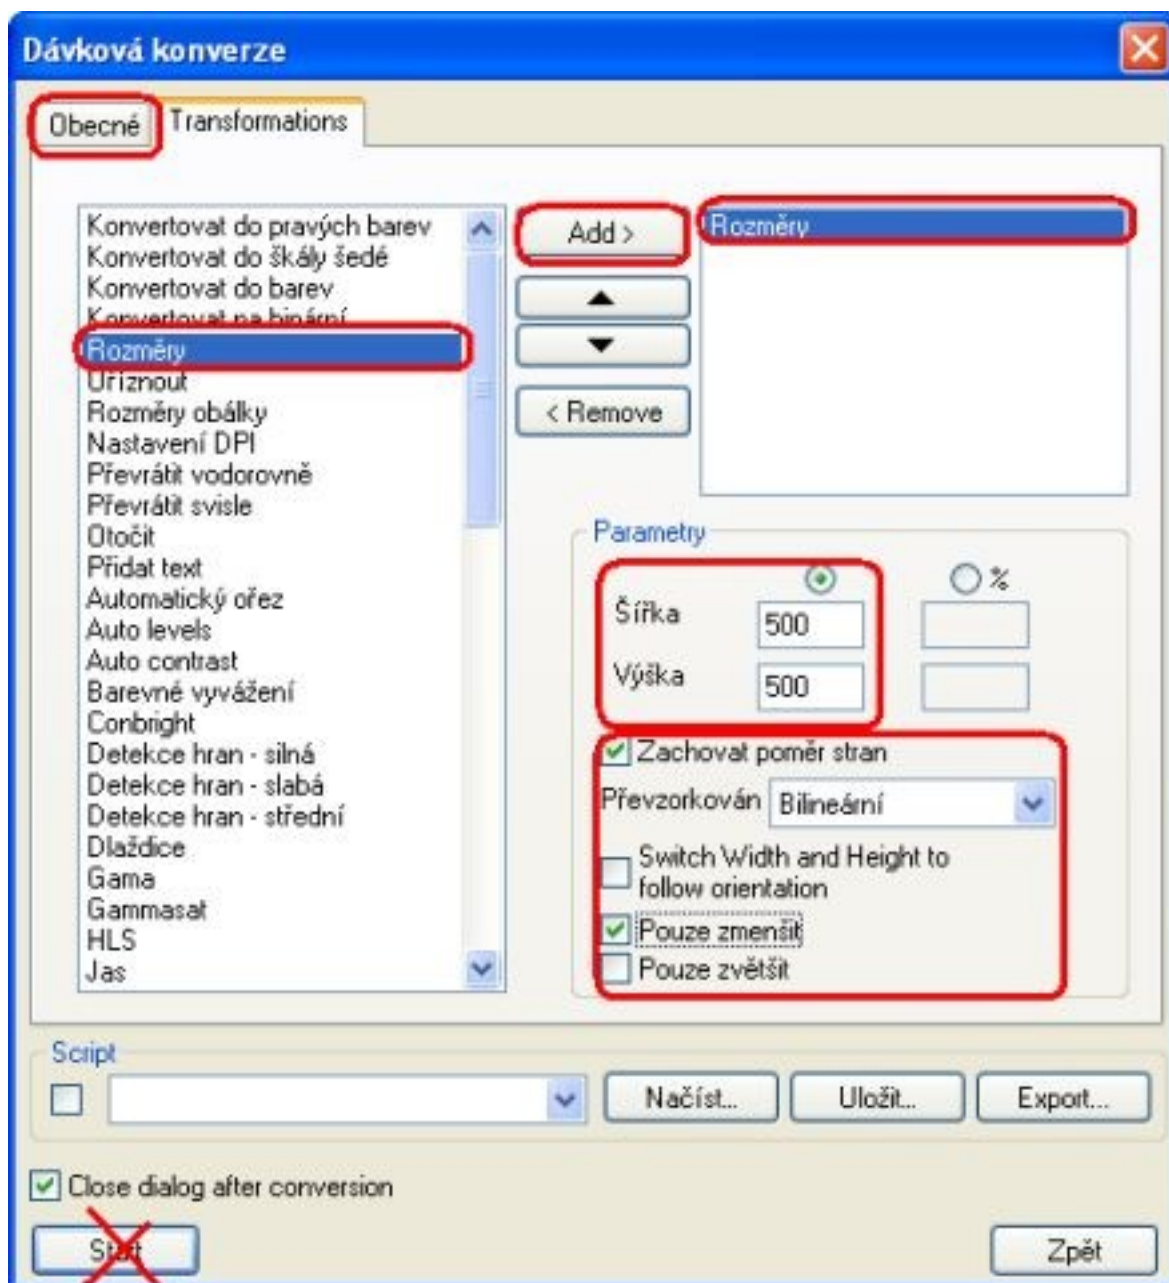 Dávková konverze
Obecné
Transformations
Konvertovat do pravých barev
Konvertovat do škály šedé
Konvertovat do barev
Konvertovat na binární
Rozměry
Uříznout
Rozměry obálky
Nastavení DPI
Převrátit vodorovně
Převrátit svisle
Otočit
Přidat text
Automatický ořez
Auto levels
Auto contrast
Barevné vyvážení
Conbright
Detekce hran - silná
Detekce hran - slabá
Detekce hran - střední
Dlaždice
Gama
Gammasat
HLS
Jas
Add >
< Remove
Rozměry
Parametry
%
Šířka
500
Výška
500
Zachovat poměr stran
Převzorkován
Bilineární
Switch Width and Height to
follow orientation
Pouze zmenšit
Pouze zvětšit
Script
Načíst...
Uložit...
Export...
Close dialog after conversion
Start
Zpět